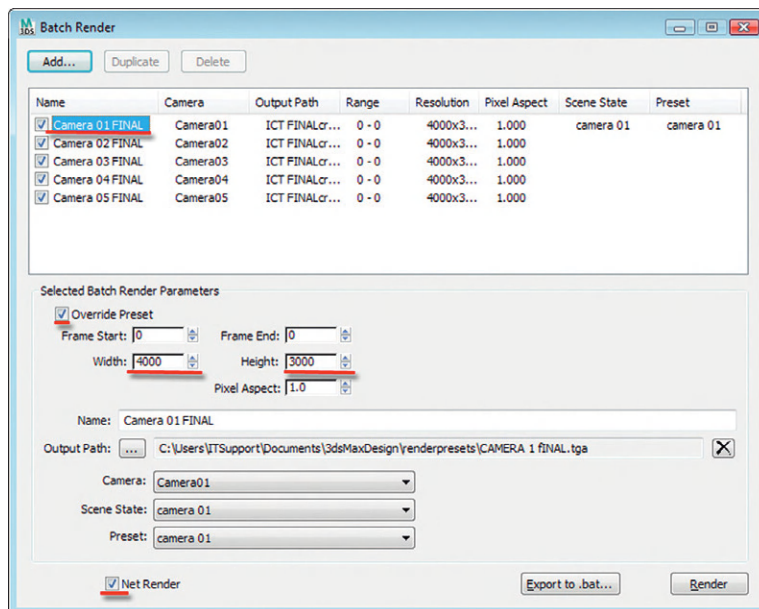 M
3DS Batch Render
Add... Duplicate Delete
Name Camera Output Path Range Resolution Pixel Aspect Scene State Preset
Camera 01 FINAL Camera01 ICT FINALcr... 0 - 0 4000x3... 1.000 camera 01 camera 01
Camera 02 FINAL Camera02 ICT FINALcr... 0 - 0 4000x3... 1.000
Camera 03 FINAL Camera03 ICT FINALcr... 0 - 0 4000x3... 1.000
Camera 04 FINAL Camera04 ICT FINALcr... 0 - 0 4000x3... 1.000
Camera 05 FINAL Camera05 ICT FINALcr... 0 - 0 4000x3... 1.000
Selected Batch Render Parameters
Override Preset
Frame Start: 0 Frame End: 0
Width: 4000 Height: 3000
Pixel Aspect: 1.0
Name: Camera 01 FINAL
Output Path: ... C:\Users\ITSupport\Documents\3dsMaxDesign\renderpresets\CAMERA 1 fINAL.tga
Camera: Camera01
Scene State: camera 01
Preset: camera 01
Net Render Export to .bat... Render